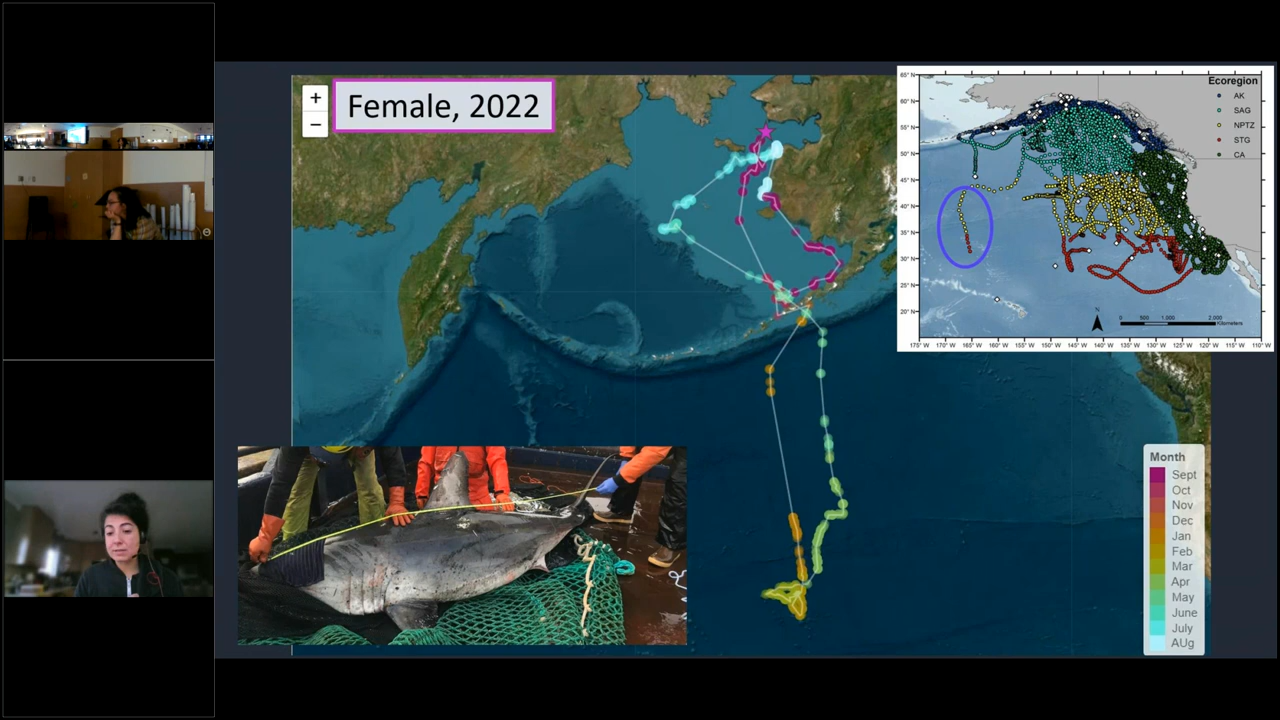 +
−
Female, 2022
Ecoregion
AK
SAG
NPTZ
STG
CA
65° N
60° N
55° N
50° N
45° N
40° N
35° N
30° N
25° N
20° N
N
0 500 1,000 2,000
Kilometers
175° W 170° W 165° W 160° W 155° W 150° W 145° W 140° W 135° W 130° W 125° W 120° W 115° W 110° W
Month
Sept
Oct
Nov
Dec
Jan
Feb
Mar
Apr
May
June
July
AUg